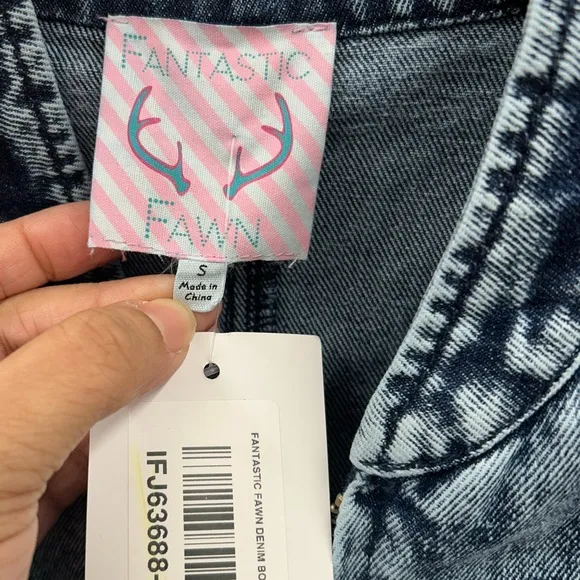 FANTASTIC
FAWN
S
Made in
China
IFJ63688-
FANTASTIC FAWN DENIM BO